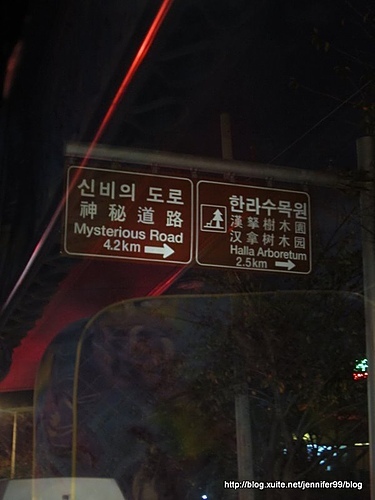 신비의 도로
神秘道路
Mysterious Road
4.2km
한라수목원
漢拏樹木園
汉拿树木园
Halla Arboretum
2.5km
http://blog.xuite.net/jennifer99/blog